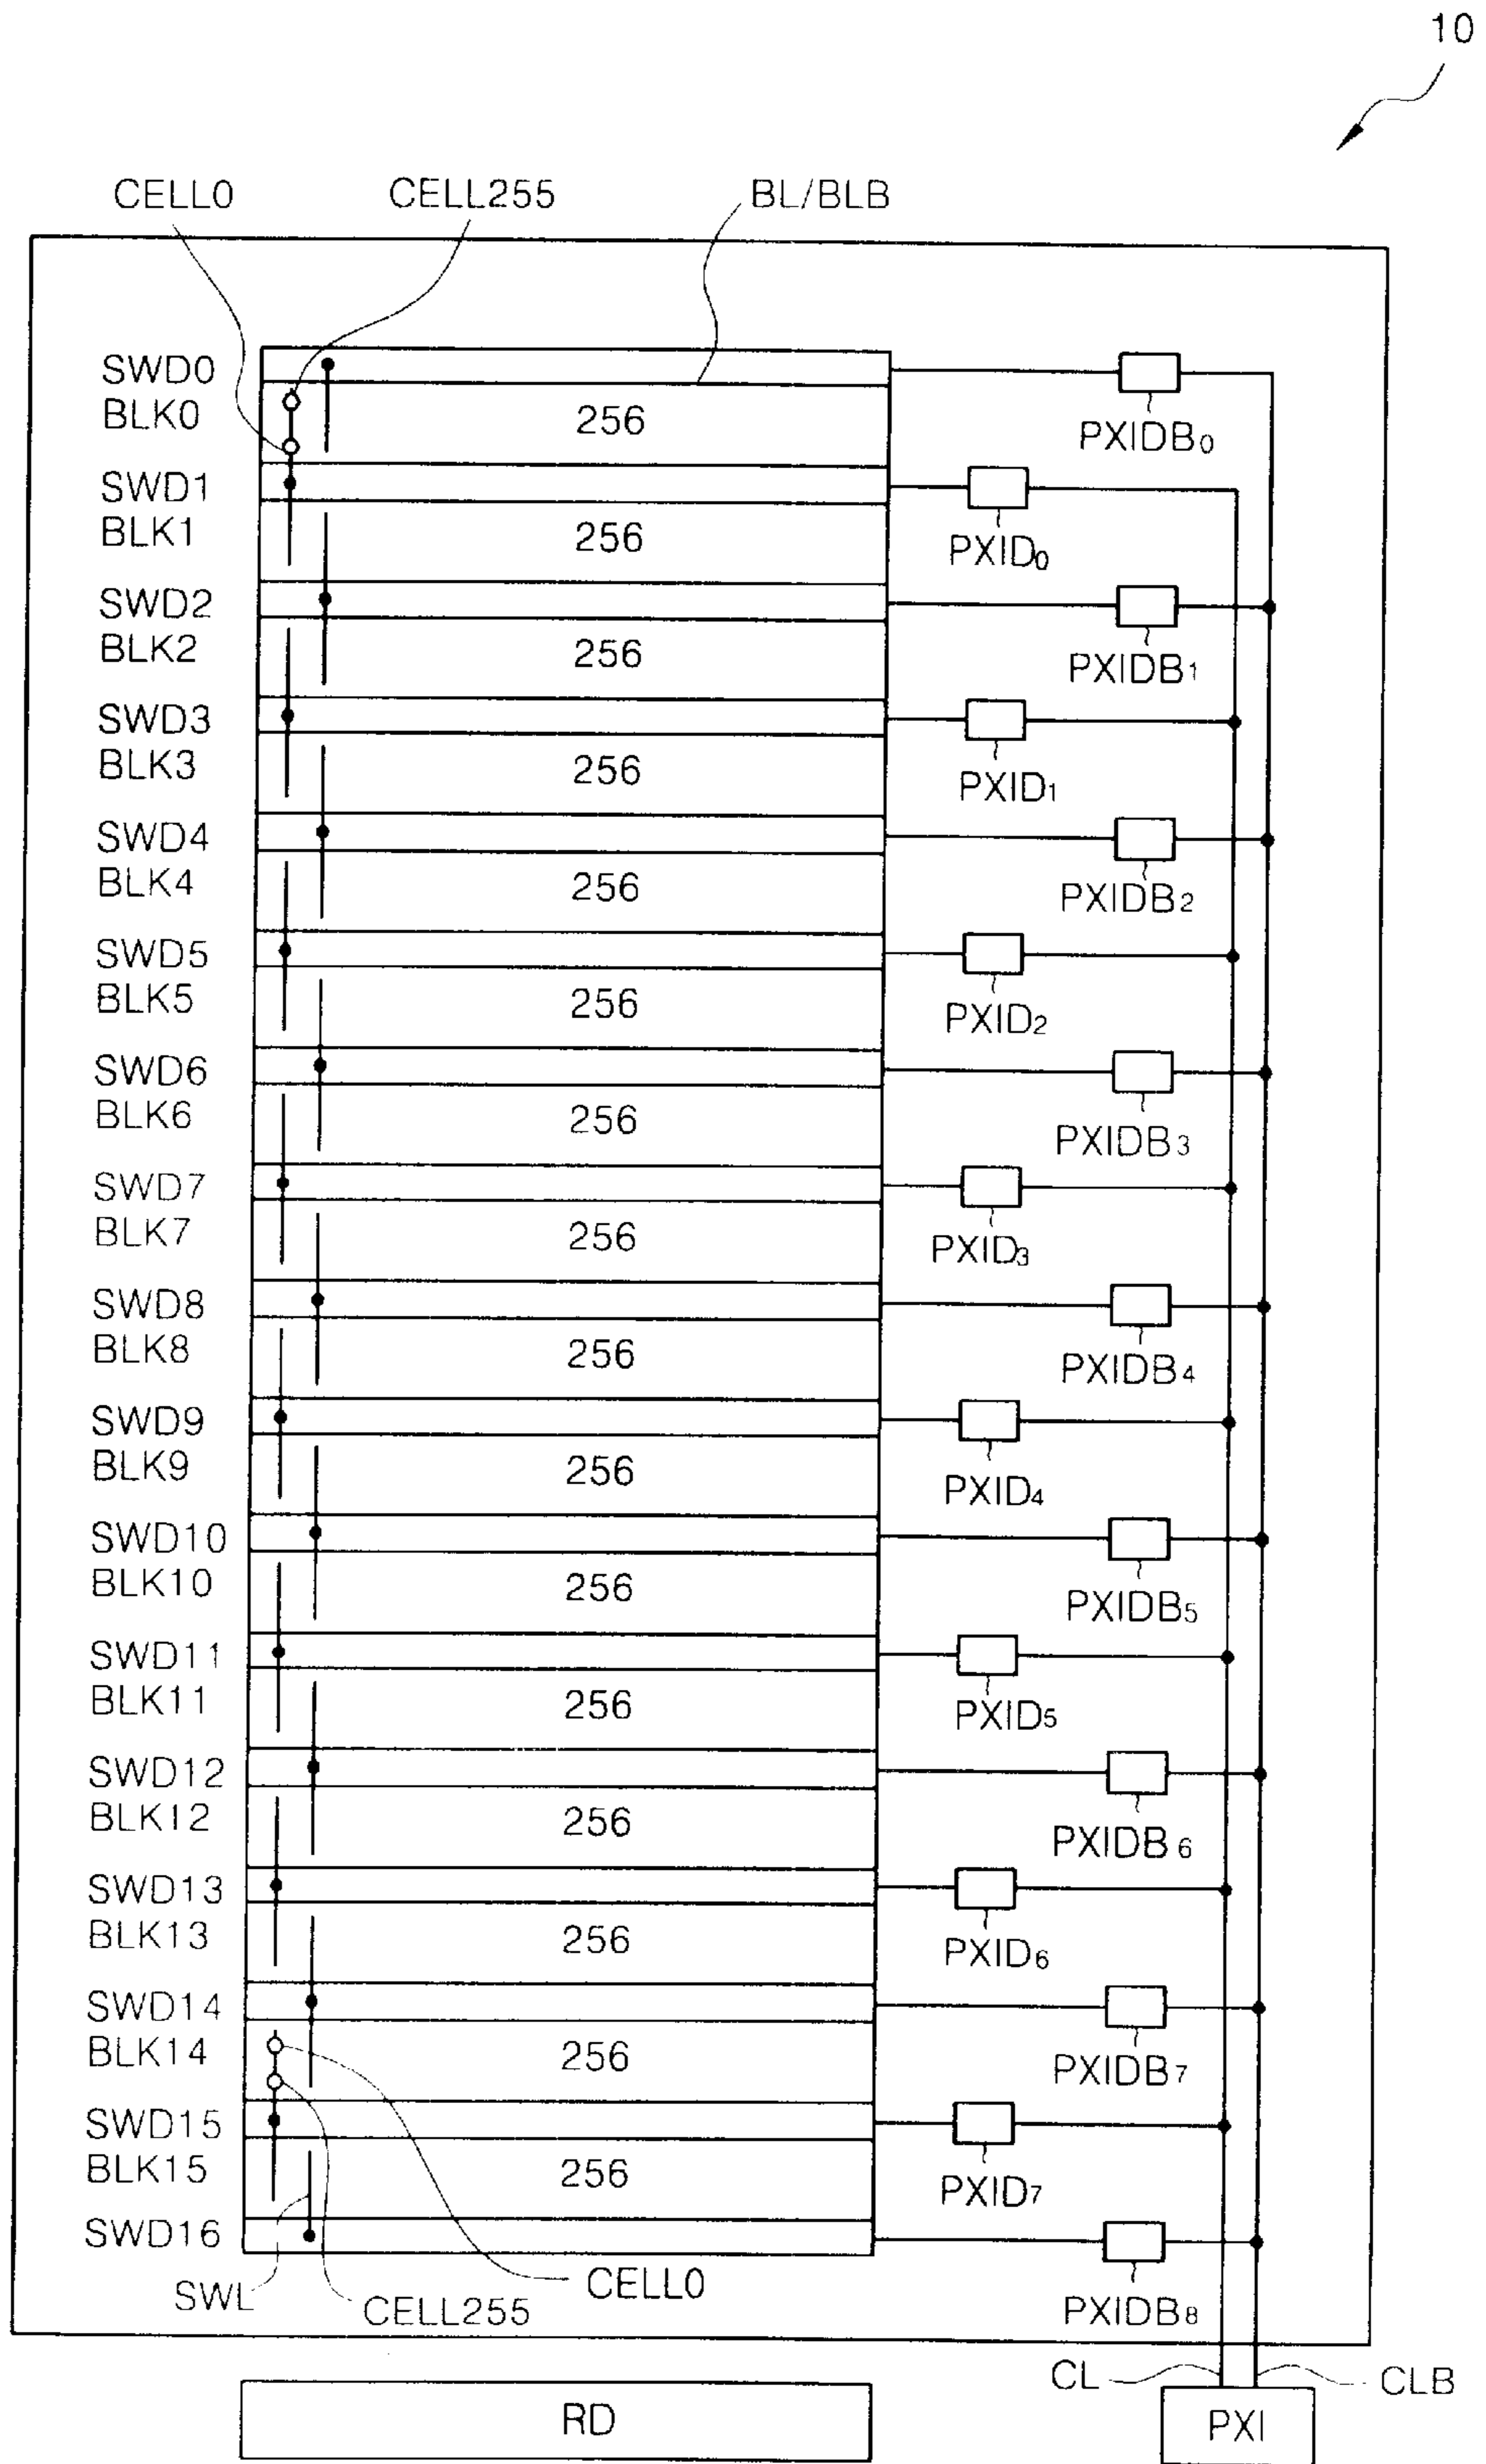 10
CELL0 CELL255 BL/BLB
SWD0
BLK0 256 PXIDB0
SWD1
BLK1 256 PXID0
SWD2
BLK2 256 PXIDB1
SWD3
BLK3 256 PXID1
SWD4
BLK4 256 PXIDB2
SWD5
BLK5 256 PXID2
SWD6
BLK6 256 PXIDB3
SWD7
BLK7 256 PXID3
SWD8
BLK8 256 PXIDB4
SWD9
BLK9 256 PXID4
SWD10
BLK10 256 PXIDB5
SWD11
BLK11 256 PXID5
SWD12
BLK12 256 PXIDB6
SWD13
BLK13 256 PXID6
SWD14
BLK14 256 PXIDB7
SWD15
BLK15 256 PXID7
SWD16
SWL CELL255 CELL0 PXIDB8
CL CLB
RD PXI